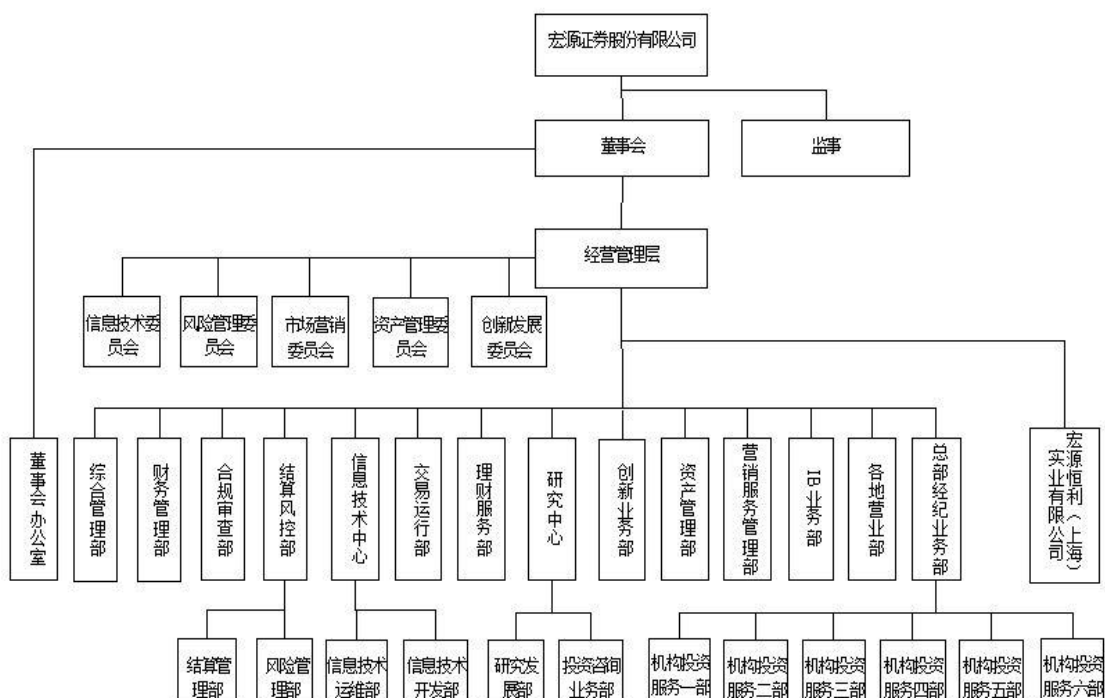 宏源证券股份有限公司
董事会
监事
经营管理层
信息技术委
员会
风险管理委
员会
市场营销
委员会
资产管理委
员会
创新发展
委员会
董事会办公室
综合管理部
财务管理部
合规审查部
结算风控部
信息技术中心
交易运行部
理财服务部
研究中心
创新业务部
资产管理部
营销服务管理部
IB业务部
各地营业部
总部经纪业务部
宏源恒利（上海）
实业有限公司
结算管
理部
风险管
理部
信息技术
运维部
信息技术
开发部
研究发
展部
投资咨询
业务部
机构投资
服务一部
机构投资
服务二部
机构投资
服务三部
机构投资
服务四部
机构投资
服务五部
机构投资
服务六部